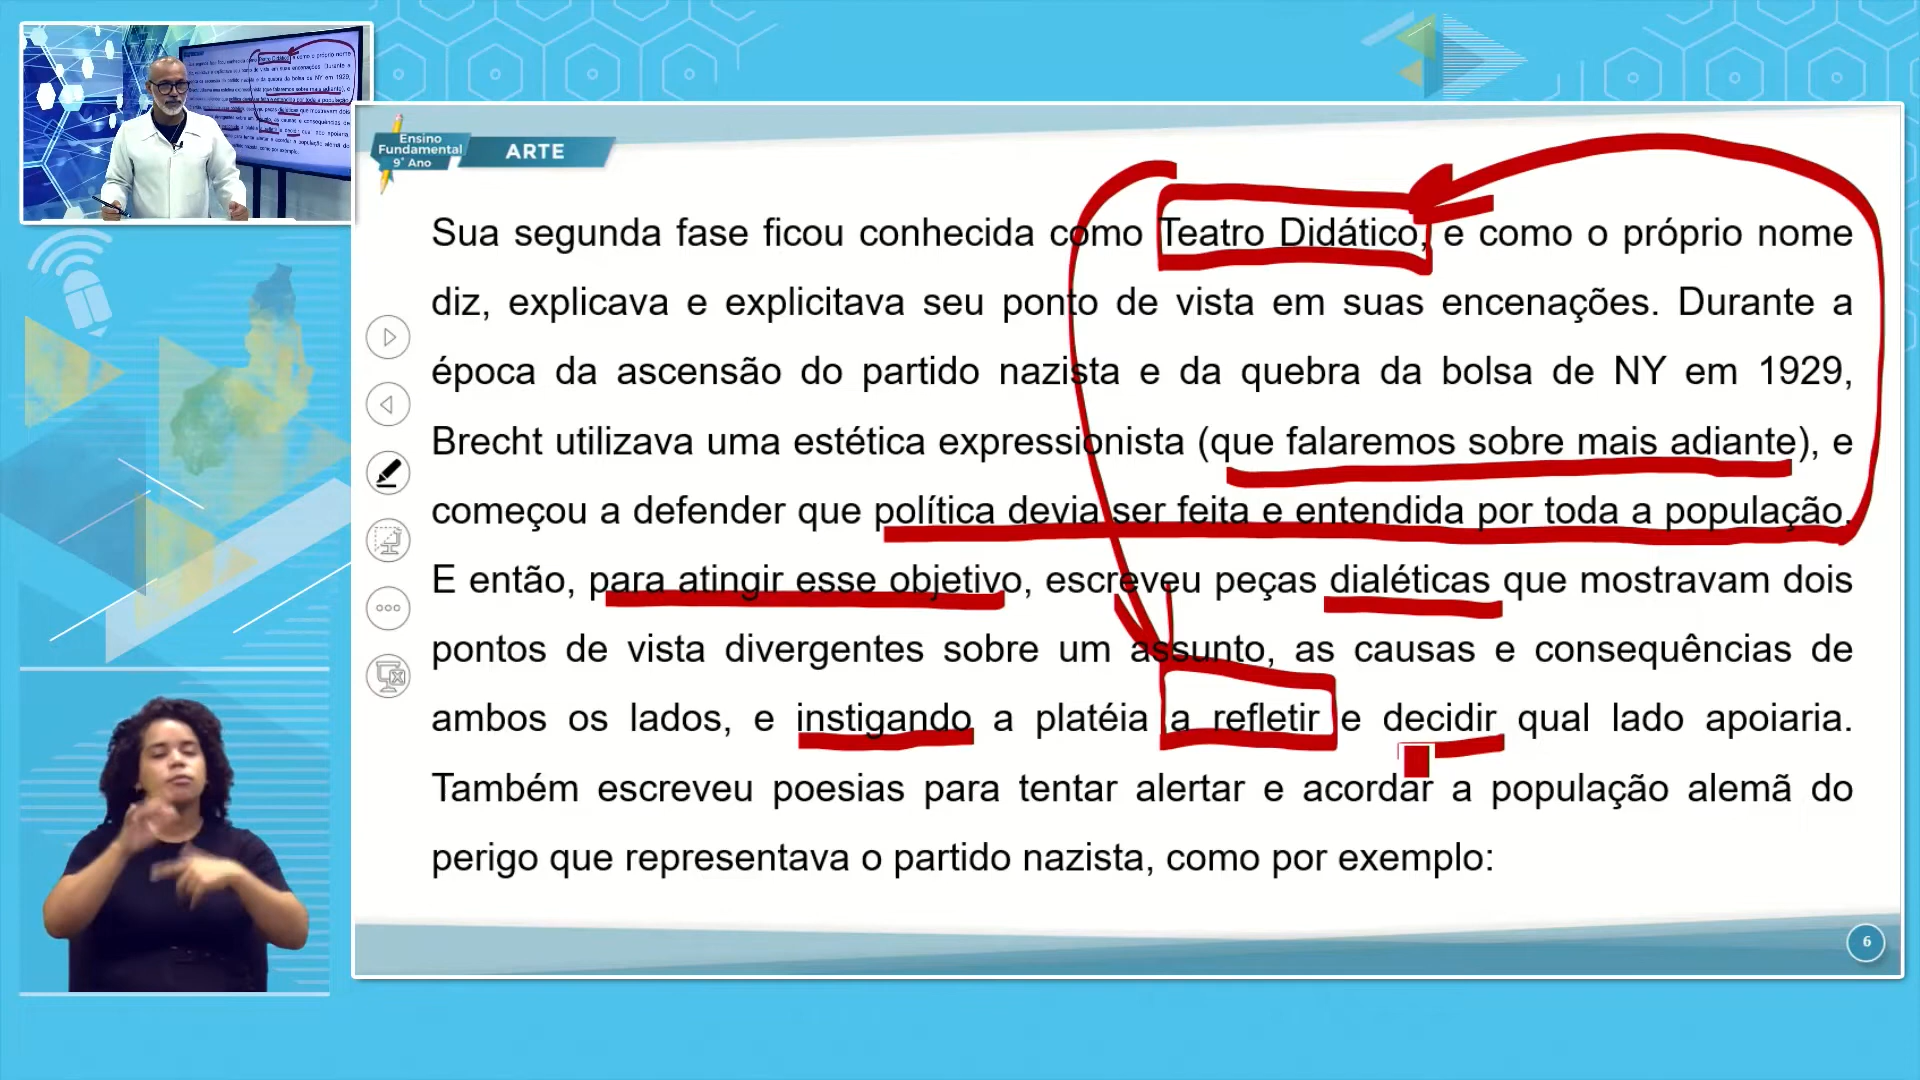 Ensino
Fundamental
9° Ano
ARTE
Sua segunda fase ficou conhecida como Teatro Didático, e como o próprio nome
diz, explicava e explicitava seu ponto de vista em suas encenações. Durante a
época da ascensão do partido nazista e da quebra da bolsa de NY em 1929,
Brecht utilizava uma estética expressionista (que falaremos sobre mais adiante), e
começou a defender que política devia ser feita e entendida por toda a população.
E então, para atingir esse objetivo, escreveu peças dialéticas que mostravam dois
pontos de vista divergentes sobre um assunto, as causas e consequências de
ambos os lados, e instigando a platéia a refletir e decidir qual lado apoiaria.
Também escreveu poesias para tentar alertar e acordar a população alemã do
perigo que representava o partido nazista, como por exemplo:
6